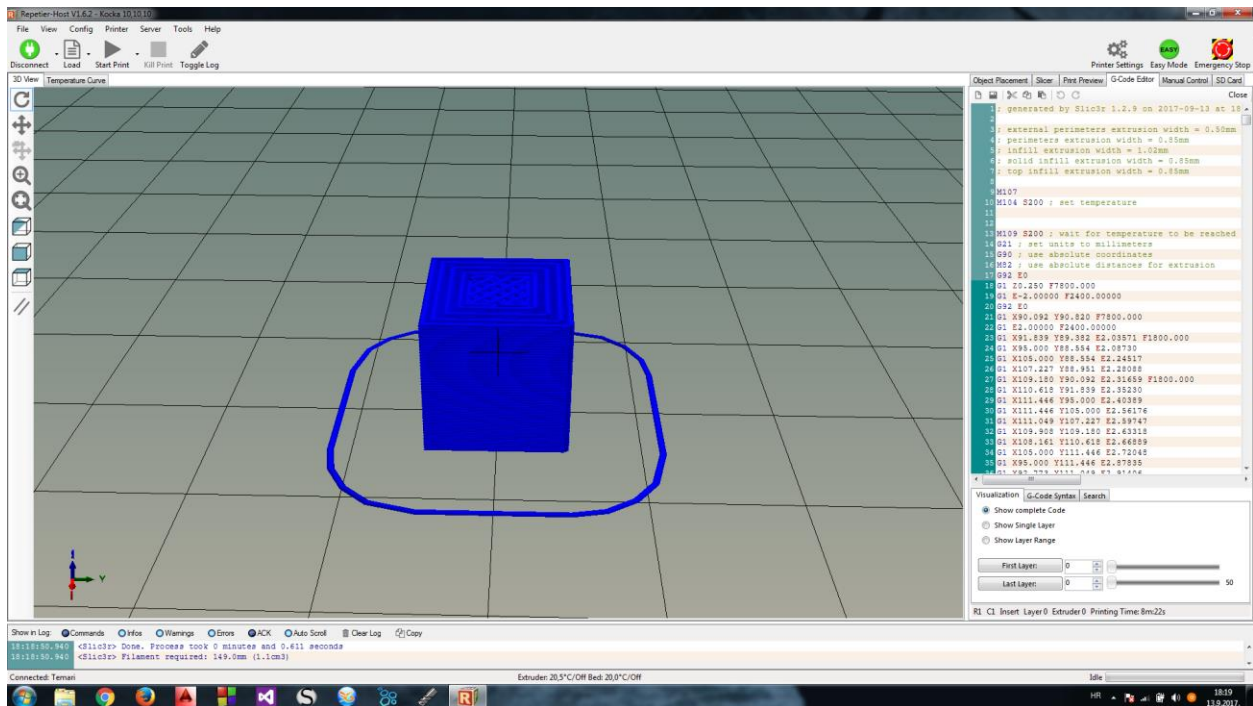 Repetier-Host V1.6.2 - Kocka 10,10,10
File View Config Printer Server Tools Help
Disconnect Load Start Print Kill Print Toggle Log
Printer Settings Easy Mode Emergency Stop
EASY
3D View Temperature Curve
Y
Object Placement Slicer Print Preview G-Code Editor Manual Control SD Card
Close
1 ; generated by Slic3r 1.2.9 on 2017-09-13 at 18
2
3 ; external perimeters extrusion width = 0.50mm
4 ; perimeters extrusion width = 0.85mm
5 ; infill extrusion width = 1.02mm
6 ; solid infill extrusion width = 0.85mm
7 ; top infill extrusion width = 0.85mm
8
9 M107
10 M104 S200 ; set temperature
11
12
13 M109 S200 ; wait for temperature to be reached
14 G21 ; set units to millimeters
15 G90 ; use absolute coordinates
16 M82 ; use absolute distances for extrusion
17 G92 E0
18 G1 Z0.250 F7800.000
19 G1 E-2.00000 F2400.00000
20 G92 E0
21 G1 X90.092 Y90.820 F7800.000
22 G1 E2.00000 F2400.00000
23 G1 X91.839 Y89.382 E2.03571 F1800.000
24 G1 X95.000 Y88.554 E2.08730
25 G1 X105.000 Y88.554 E2.24517
26 G1 X107.227 Y88.951 E2.28088
27 G1 X109.180 Y90.092 E2.31659 F1800.000
28 G1 X110.618 Y91.839 E2.35230
29 G1 X111.446 Y95.000 E2.40389
30 G1 X111.446 Y105.000 E2.56176
31 G1 X111.049 Y107.227 E2.59747
32 G1 X109.908 Y109.180 E2.63318
33 G1 X108.161 Y110.618 E2.66889
34 G1 X105.000 Y111.446 E2.72048
35 G1 X95.000 Y111.446 E2.87835
Visualization G-Code Syntax Search
Show complete Code
Show Single Layer
Show Layer Range
First Layer: 0
Last Layer: 0 50
R1 C1 Insert Layer 0 Extruder 0 Printing Time: 8m:22s
Show in Log: Commands Infos Warnings Errors ACK Auto Scroll Clear Log Copy
18:18:50.940 <Slic3r> Done. Process took 0 minutes and 0.611 seconds
18:18:50.940 <Slic3r> Filament required: 149.0mm (1.1cm3)
Connected: Temari Extruder: 20,5°C/Off Bed: 20,0°C/Off Idle
HR 18:19
13.9.2017.